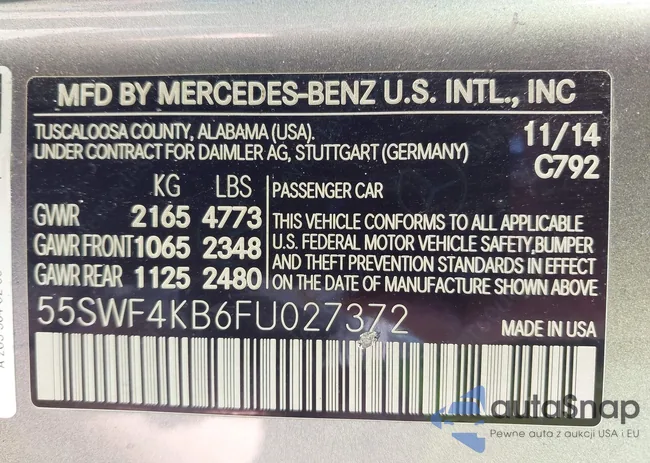 MFD BY MERCEDES-BENZ U.S. INTL., INC
TUSCALOOSA COUNTY, ALABAMA (USA).
UNDER CONTRACT FOR DAIMLER AG, STUTTGART (GERMANY)
11/14
C792
KG LBS
GVWR 2165 4773
GAWR FRONT 1065 2348
GAWR REAR 1125 2480
PASSENGER CAR
THIS VEHICLE CONFORMS TO ALL APPLICABLE
U.S. FEDERAL MOTOR VEHICLE SAFETY, BUMPER
AND THEFT PREVENTION STANDARDS IN EFFECT
ON THE DATE OF MANUFACTURE SHOWN ABOVE.
55SWF4KB6FU027372
MADE IN USA
autoSnap
Pewne auta z aukcji USA i EU